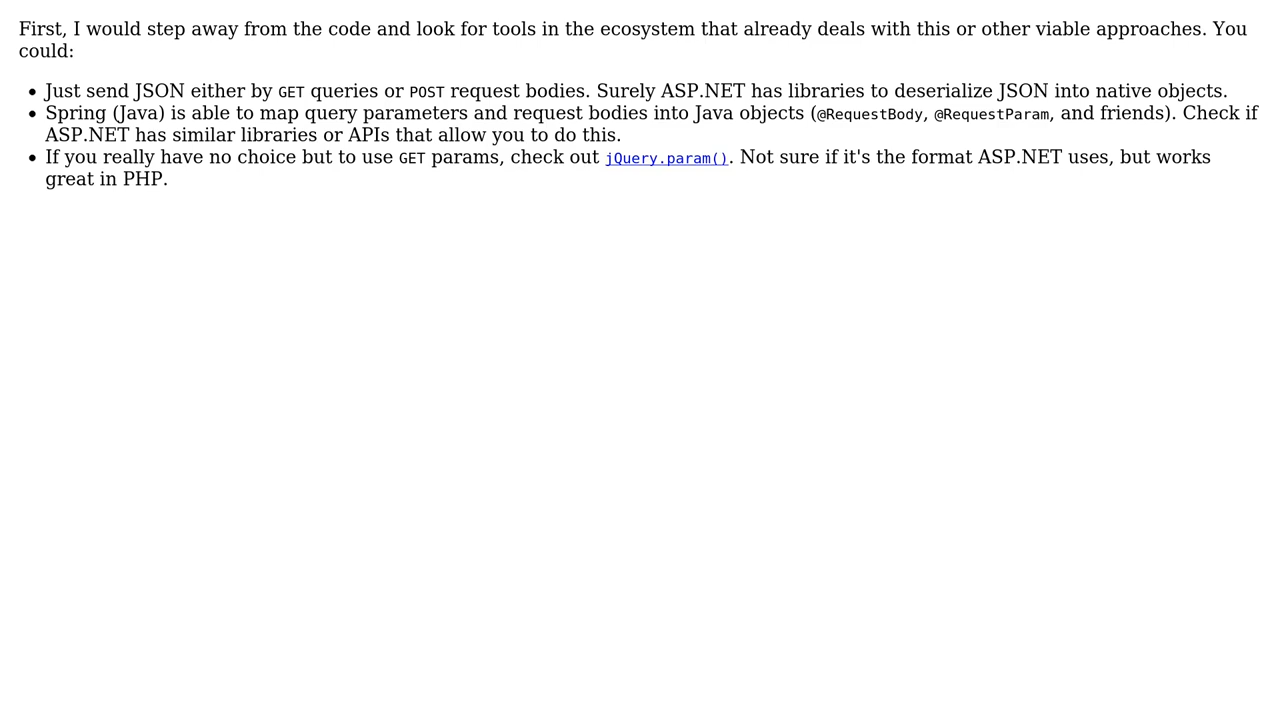 First, I would step away from the code and look for tools in the ecosystem that already deals with this or other viable approaches. You
could:
• Just send JSON either by GET queries or POST request bodies. Surely ASP.NET has libraries to deserialize JSON into native objects.
• Spring (Java) is able to map query parameters and request bodies into Java objects (@RequestBody, @RequestParam, and friends). Check if
ASP.NET has similar libraries or APIs that allow you to do this.
• If you really have no choice but to use GET params, check out jQuery.param(). Not sure if it's the format ASP.NET uses, but works
great in PHP.